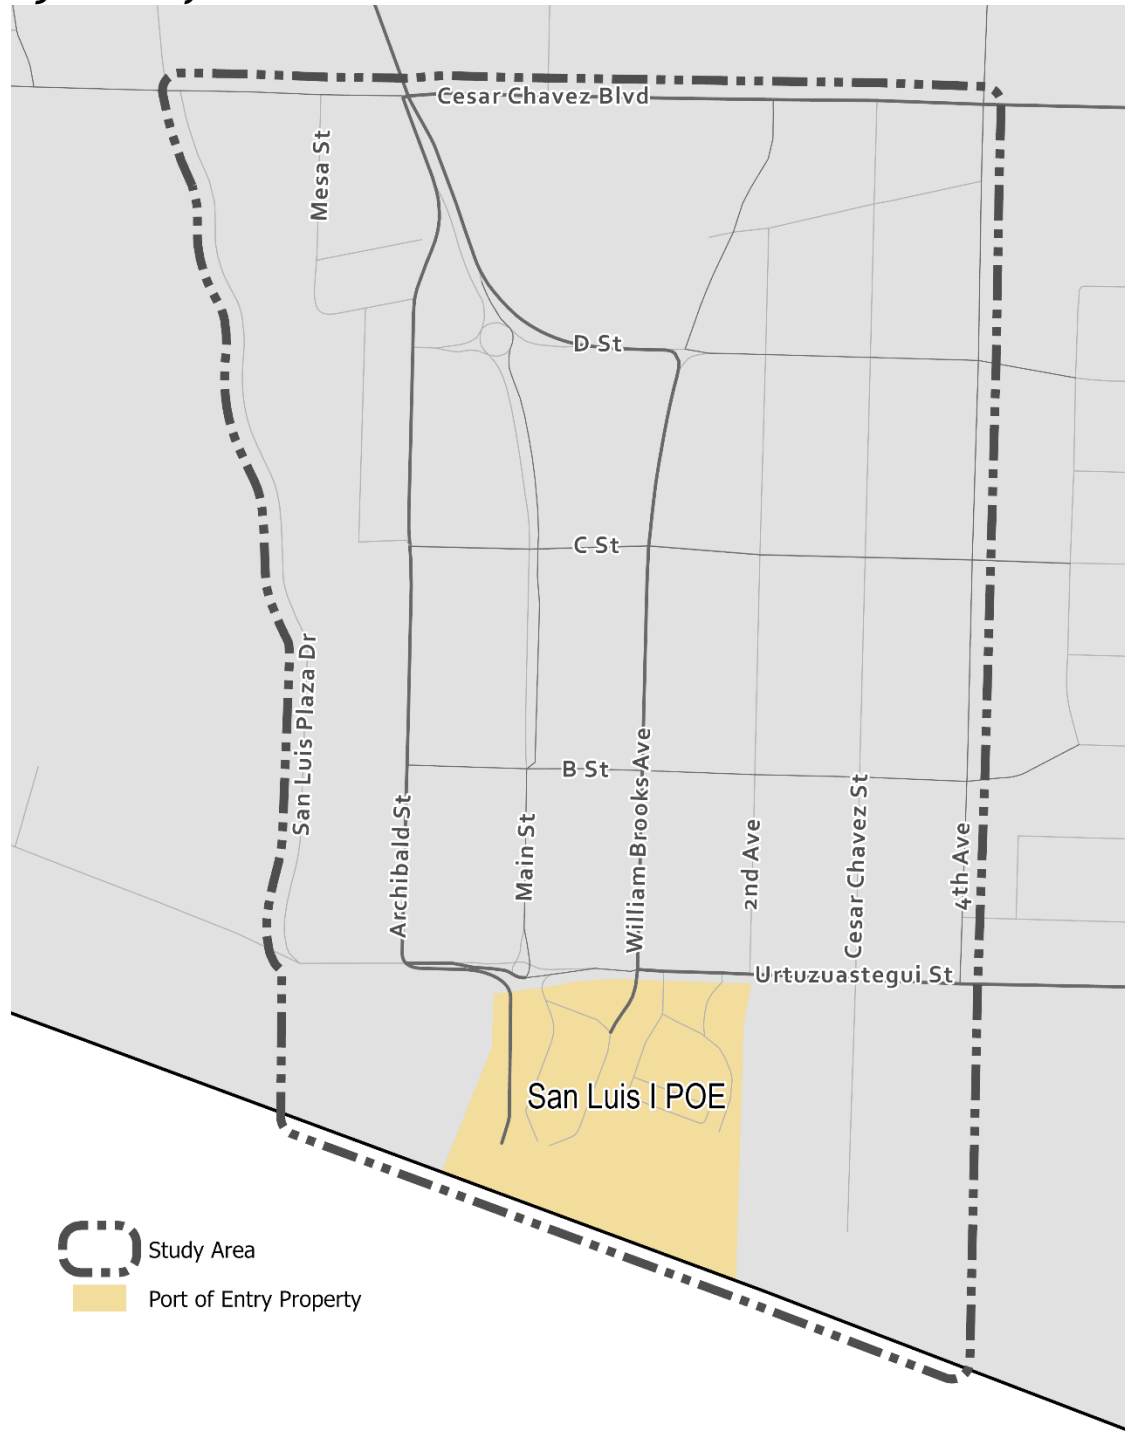 Cesar Chavez Blvd
Mesa St
D St
C St
San Luis Plaza Dr
B St
Archibald St
Main St
William Brooks Ave
2nd Ave
Cesar Chavez St
4th Ave
Urtuzuastegui St
San Luis I POE
Study Area
Port of Entry Property